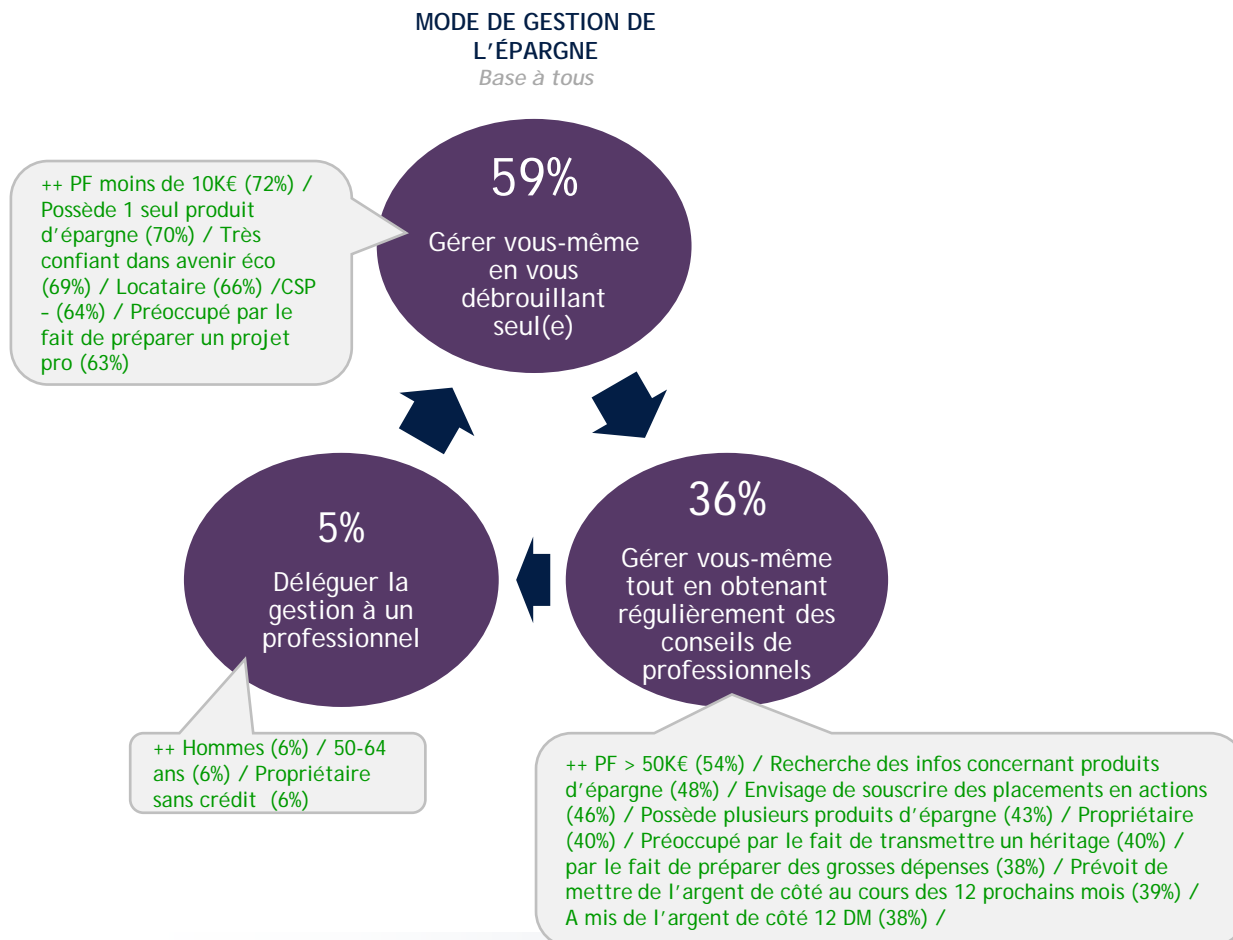 MODE DE GESTION DE
L'ÉPARGNE
Base à tous
59%
Gérer vous-même
en vous
débrouillant
seul(e)
++ PF moins de 10K€ (72%) /
Possède 1 seul produit
d'épargne (70%) / Très
confiant dans avenir éco
(69%) / Locataire (66%) /CSP
- (64%) / Préoccupé par le
fait de préparer un projet
pro (63%)
5%
Déléguer la
gestion à un
professionnel
36%
Gérer vous-même
tout en obtenant
régulièrement des
conseils de
professionnels
++ Hommes (6%) / 50-64
ans (6%) / Propriétaire
sans crédit (6%)
++ PF > 50K€ (54%) / Recherche des infos concernant produits
d'épargne (48%) / Envisage de souscrire des placements en actions
(46%) / Possède plusieurs produits d'épargne (43%) / Propriétaire
(40%) / Préoccupé par le fait de transmettre un héritage (40%) /
par le fait de préparer des grosses dépenses (38%) / Prévoit de
mettre de l'argent de côté au cours des 12 prochains mois (39%) /
A mis de l'argent de côté 12 DM (38%) /